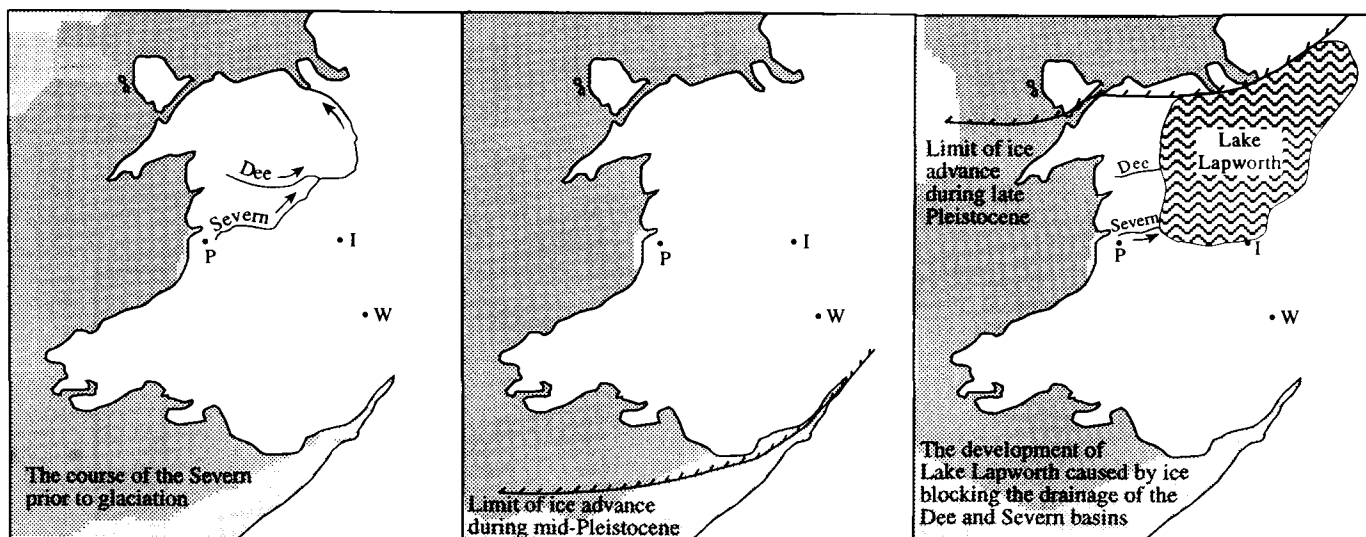 Dee
Severn
P
I
W
The course of the Severn
prior to glaciation
P
I
W
Limit of ice advance
during mid-Pleistocene
Limit of ice
advance
during late
Pleistocene
Lake
Lapworth
Dee
Severn
P
I
W
The development of
Lake Lapworth caused by ice
blocking the drainage of the
Dee and Severn basins